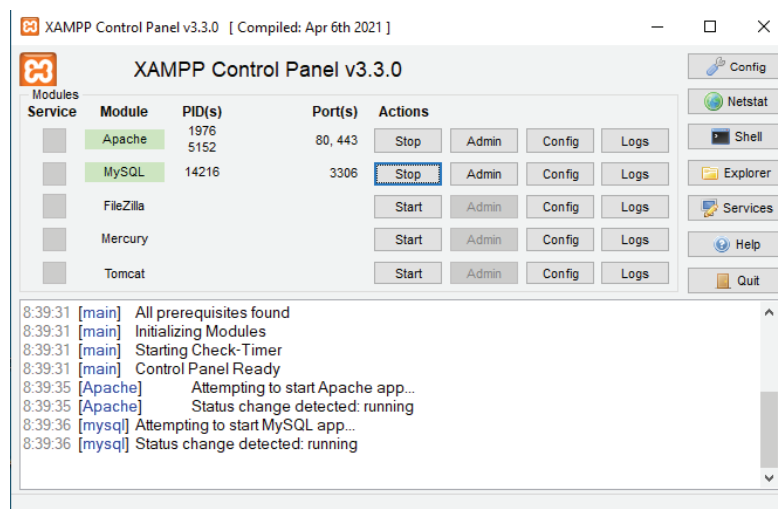 XAMPP Control Panel v3.3.0 [ Compiled: Apr 6th 2021 ]
XAMPP Control Panel v3.3.0
Config
Modules
Service Module PID(s) Port(s) Actions
Netstat
Apache 1976 5152 80, 443 Stop Admin Config Logs
Shell
MySQL 14216 3306 Stop Admin Config Logs
Explorer
FileZilla Start Admin Config Logs
Services
Mercury Start Admin Config Logs
Help
Tomcat Start Admin Config Logs
Quit
8:39:31 [main] All prerequisites found
8:39:31 [main] Initializing Modules
8:39:31 [main] Starting Check-Timer
8:39:31 [main] Control Panel Ready
8:39:35 [Apache] Attempting to start Apache app...
8:39:35 [Apache] Status change detected: running
8:39:36 [mysql] Attempting to start MySQL app...
8:39:36 [mysql] Status change detected: running